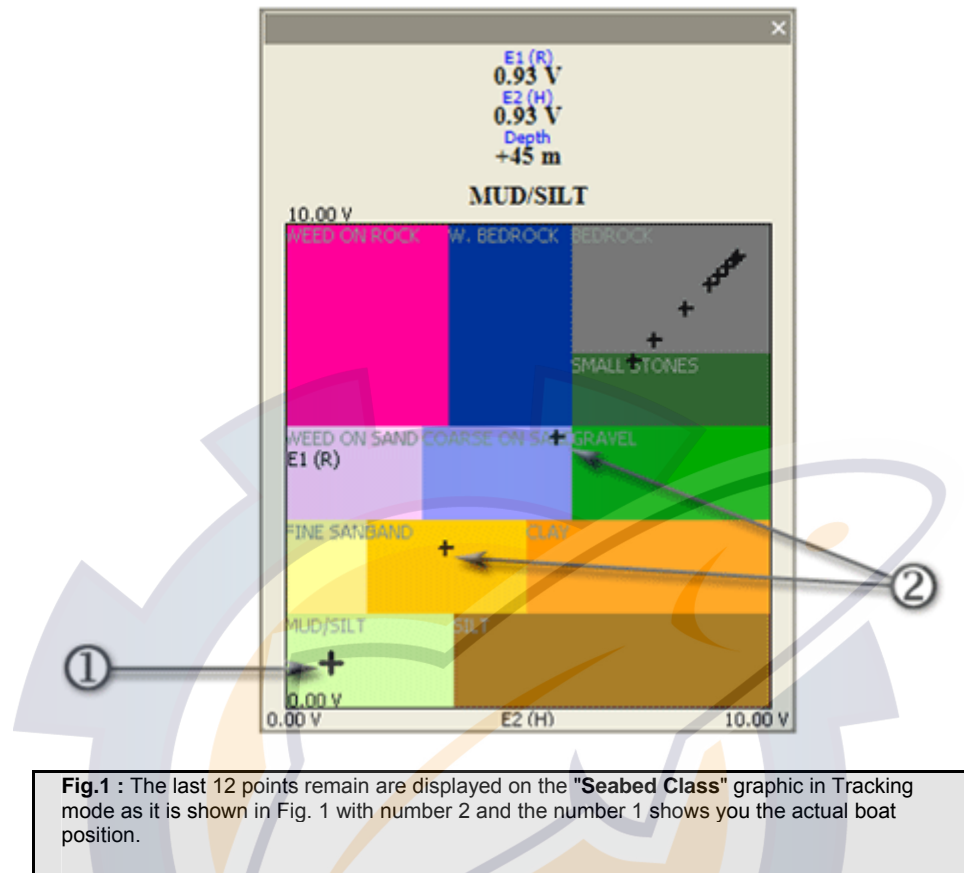 ×
E1 (R)
0.93 V
E2 (H)
0.93 V
Depth
+45 m
MUD/SILT
10.00 V
WEED ON ROCK W. BEDROCK BEDROCK
SMALL STONES
WEED ON SAND COARSE ON SAN GRAVEL
E1 (R)
FINE SANBAND CLAY
2
MUD/SILT SILT
1
0.00 V
0.00 V E2 (H) 10.00 V
Fig.1 : The last 12 points remain are displayed on the "Seabed Class" graphic in Tracking
mode as it is shown in Fig. 1 with number 2 and the number 1 shows you the actual boat
position.